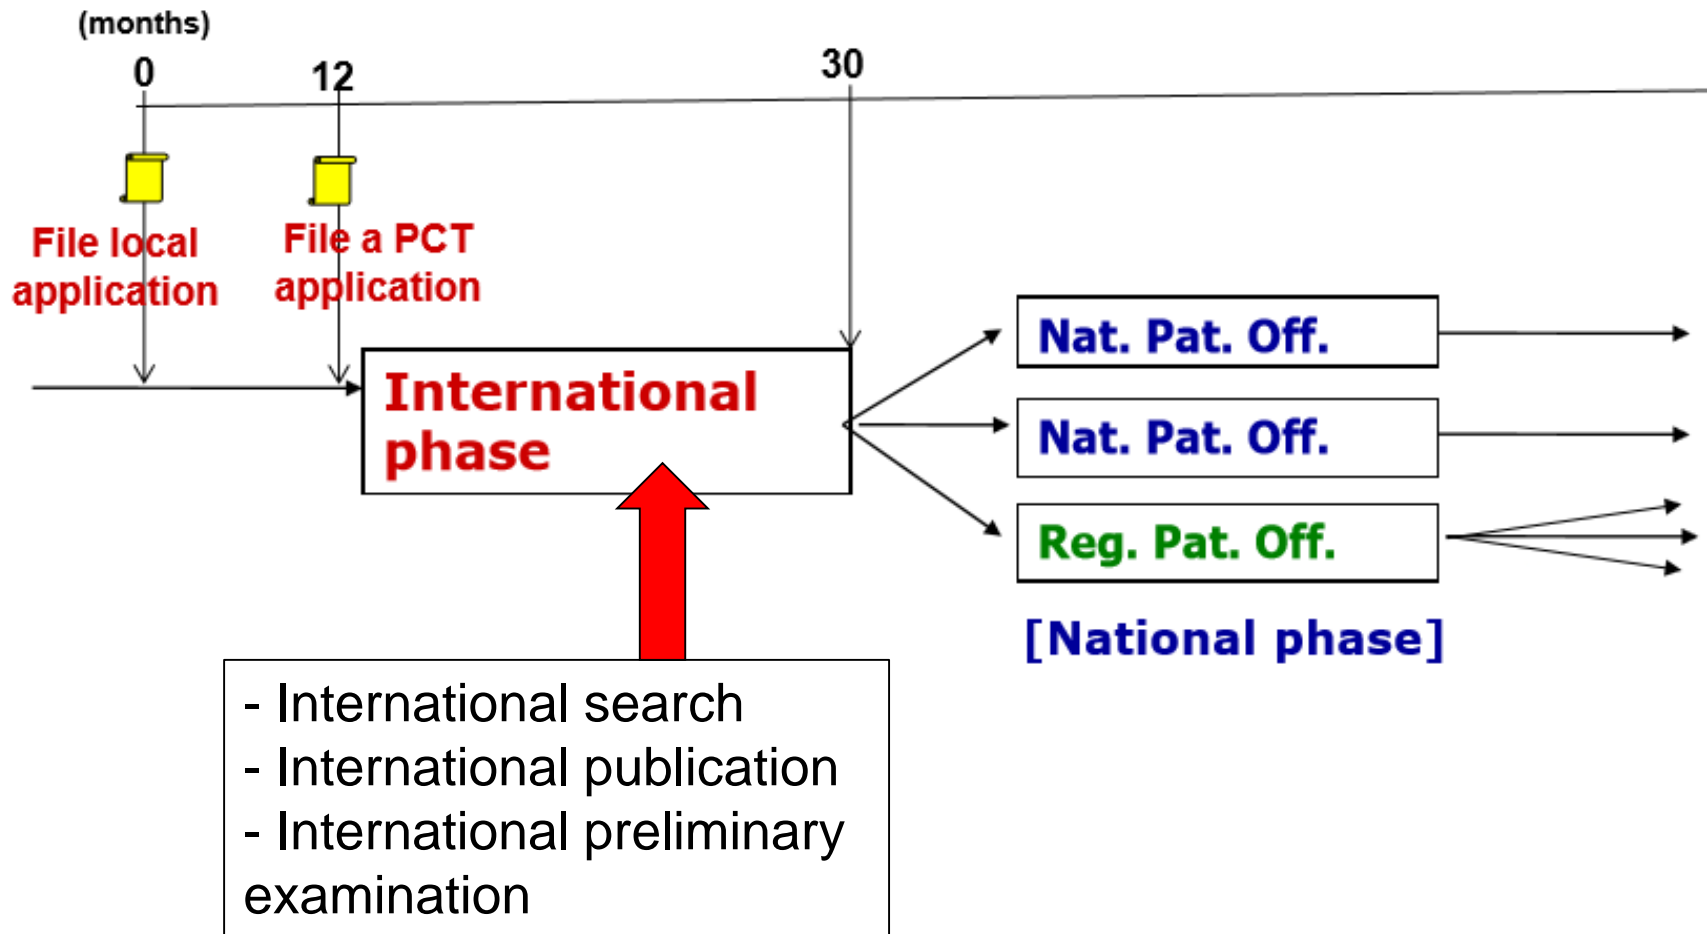 (months)
0
12
30
File local
application
File a PCT
application
International
phase
Nat. Pat. Off.
Nat. Pat. Off.
Reg. Pat. Off.
[National phase]
- International search
- International publication
- International preliminary
examination